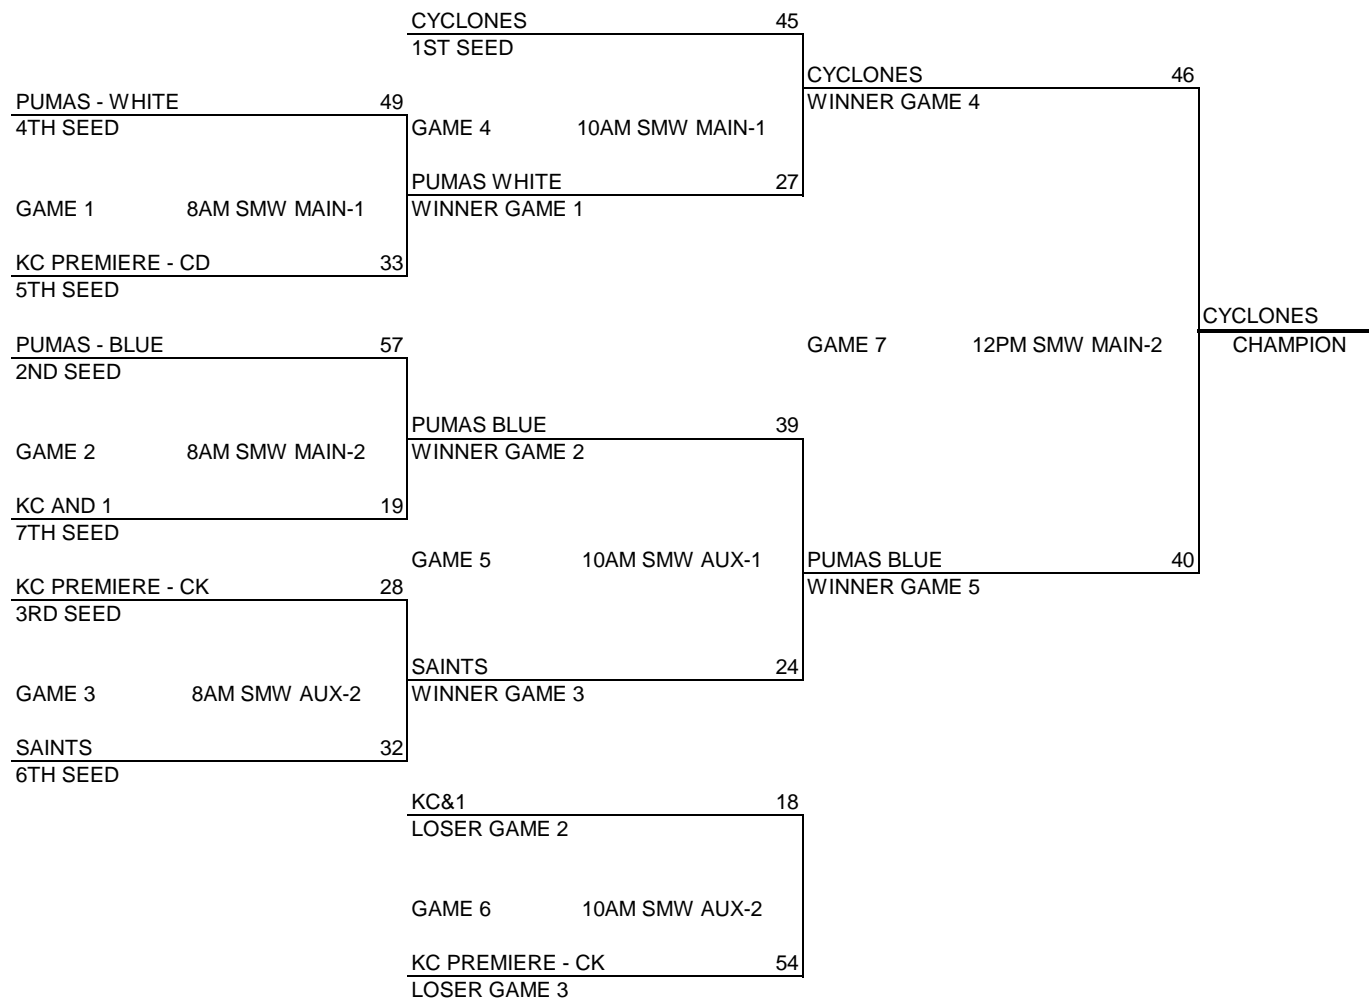 CYCLONES 45
1ST SEED
CYCLONES 46
PUMAS - WHITE 49
WINNER GAME 4
4TH SEED
GAME 4 10AM SMW MAIN-1
PUMAS WHITE 27
GAME 1 8AM SMW MAIN-1
WINNER GAME 1
KC PREMIERE - CD 33
5TH SEED
CYCLONES
PUMAS - BLUE 57
GAME 7 12PM SMW MAIN-2
CHAMPION
2ND SEED
PUMAS BLUE 39
GAME 2 8AM SMW MAIN-2
WINNER GAME 2
KC AND 1 19
7TH SEED
GAME 5 10AM SMW AUX-1
PUMAS BLUE 40
KC PREMIERE - CK 28
WINNER GAME 5
3RD SEED
SAINTS 24
GAME 3 8AM SMW AUX-2
WINNER GAME 3
SAINTS 32
6TH SEED
KC&1 18
LOSER GAME 2
GAME 6 10AM SMW AUX-2
KC PREMIERE - CK 54
LOSER GAME 3